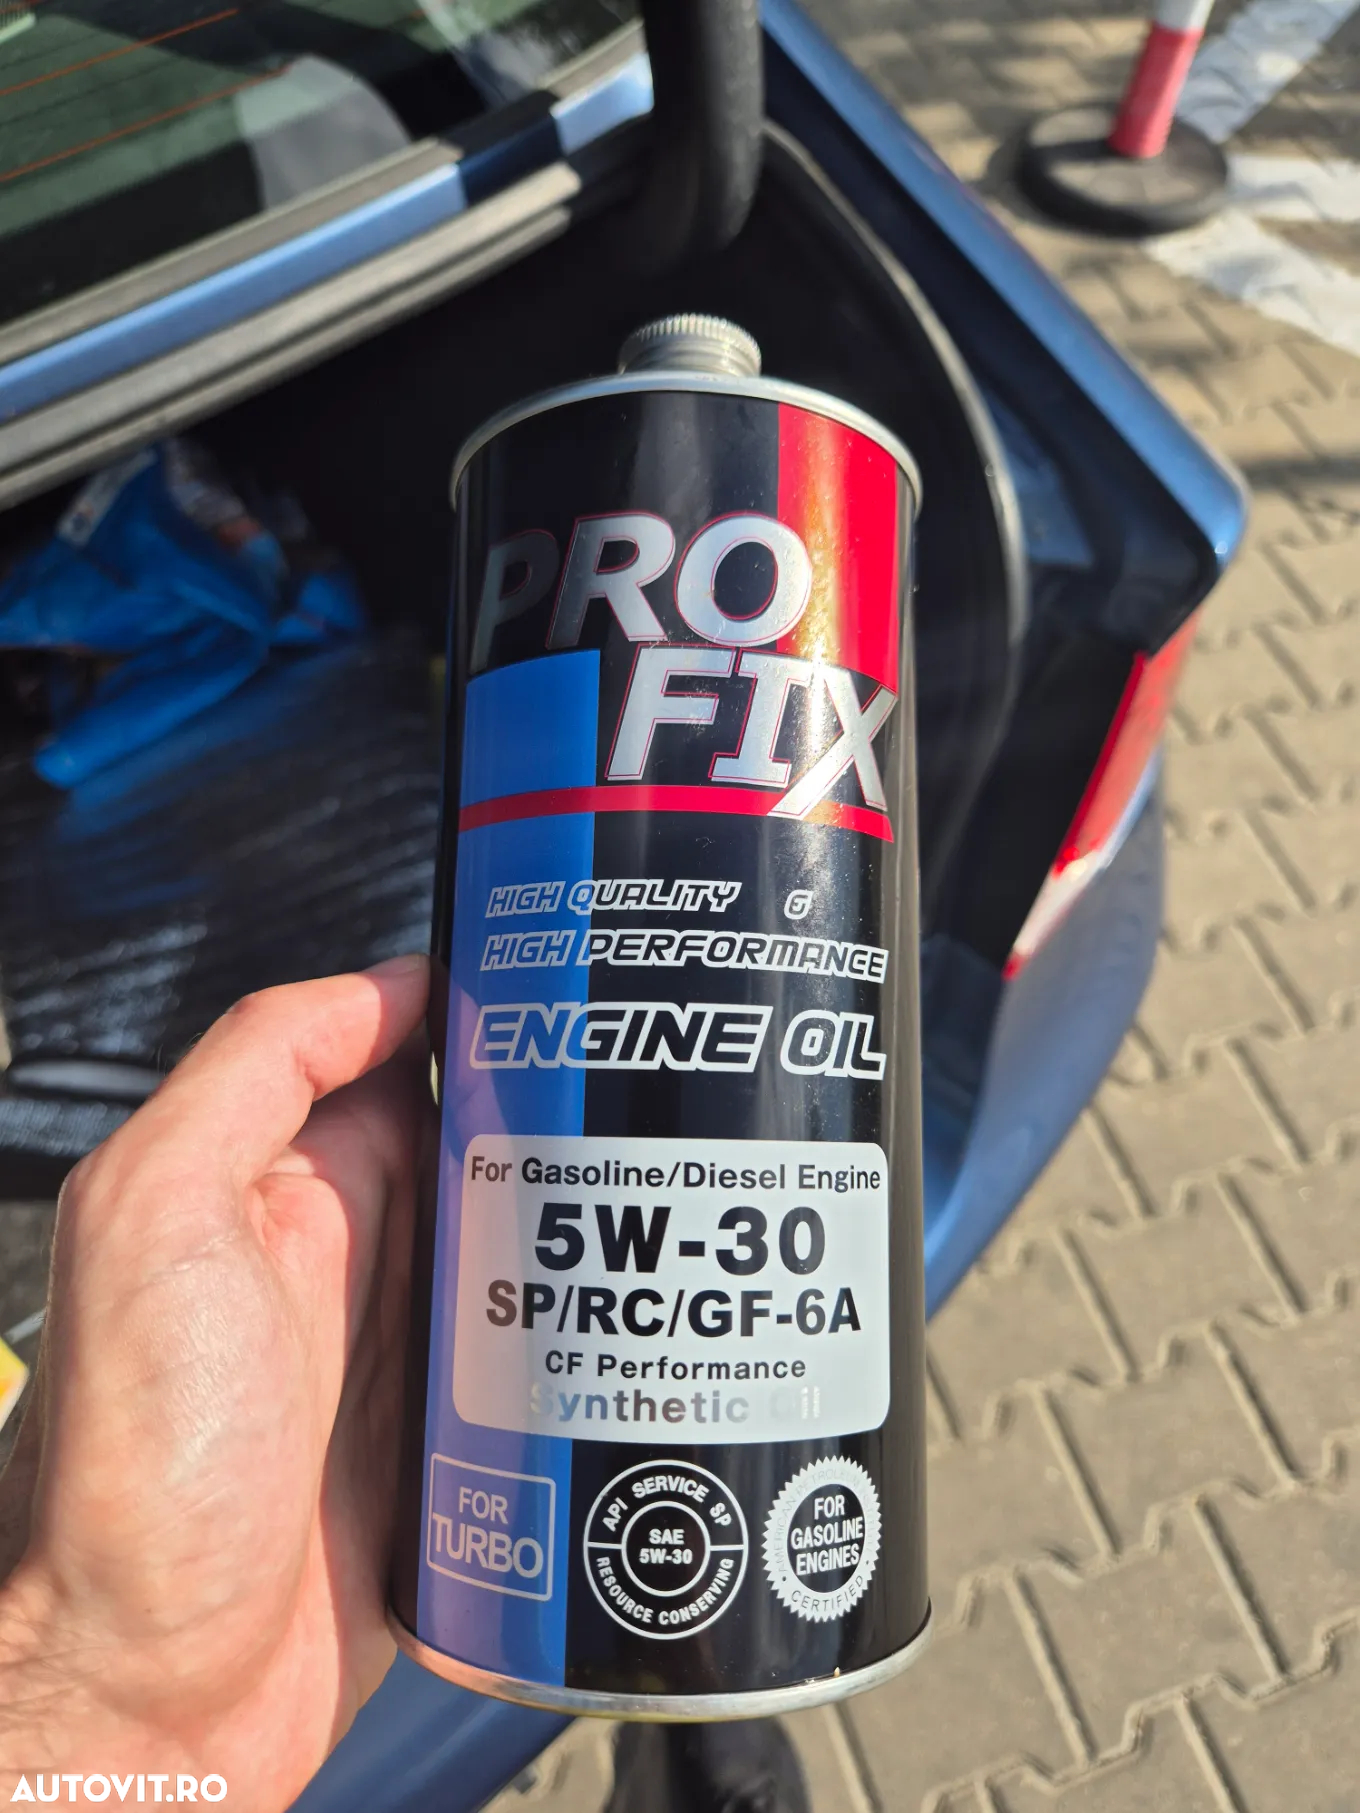 PRO
FIX
HIGH QUALITY &
HIGH PERFORMANCE
ENGINE OIL
For Gasoline/Diesel Engine
5W-30
SP/RC/GF-6A
CF Performance
Synthetic Oil
FOR
TURBO
API SERVICE SP
SAE
5W-30
RESOURCE CONSERVING
AMERICAN PETROLEUM
FOR
GASOLINE
ENGINES
CERTIFIED
AUTOVIT.RO